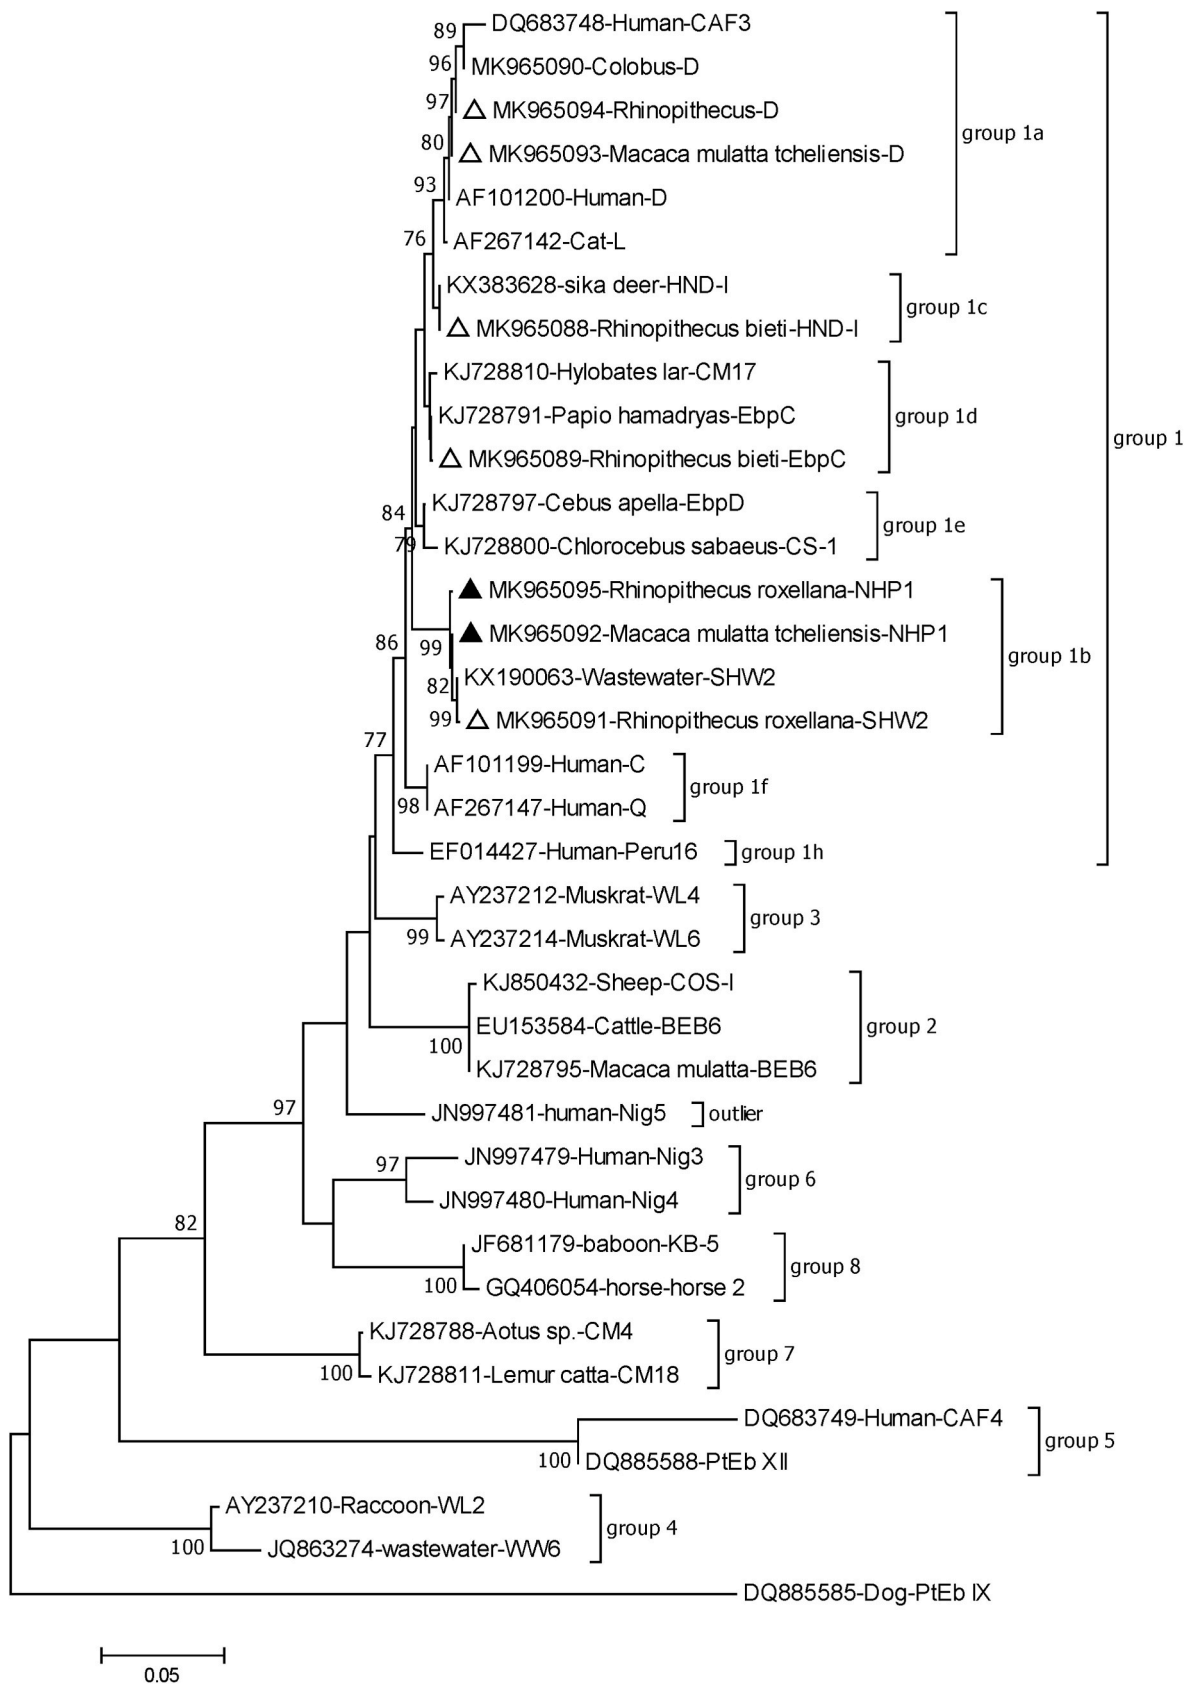 DQ683748-Human-CAF3
89
96
MK965090-Colobus-D
97
MK965094-Rhinopithecus-D
group 1a
80
MK965093-Macaca mulatta tcheliensis-D
93
AF101200-Human-D
76
AF267142-Cat-L
KX383628-sika deer-HND-I
group 1c
MK965088-Rhinopithecus bieti-HND-I
KJ728810-Hylobates lar-CM17
KJ728791-Papio hamadryas-EbpC
group 1d
group 1
MK965089-Rhinopithecus bieti-EbpC
KJ728797-Cebus apella-EbpD
84
group 1e
79
KJ728800-Chlorocebus sabaeus-CS-1
MK965095-Rhinopithecus roxellana-NHP1
MK965092-Macaca mulatta tcheliensis-NHP1
86
99
group 1b
KX190063-Wastewater-SHW2
82
99
MK965091-Rhinopithecus roxellana-SHW2
77
AF101199-Human-C
group 1f
98
AF267147-Human-Q
EF014427-Human-Peru16
group 1h
AY237212-Muskrat-WL4
group 3
99
AY237214-Muskrat-WL6
KJ850432-Sheep-COS-I
EU153584-Cattle-BEB6
group 2
100
KJ728795-Macaca mulatta-BEB6
97
JN997481-human-Nig5
outlier
97
JN997479-Human-Nig3
group 6
JN997480-Human-Nig4
82
JF681179-baboon-KB-5
group 8
100
GQ406054-horse-horse 2
KJ728788-Aotus sp.-CM4
group 7
100
KJ728811-Lemur catta-CM18
DQ683749-Human-CAF4
group 5
100
DQ885588-PtEb XII
AY237210-Raccoon-WL2
group 4
100
JQ863274-wastewater-WW6
DQ885585-Dog-PtEb IX
0.05